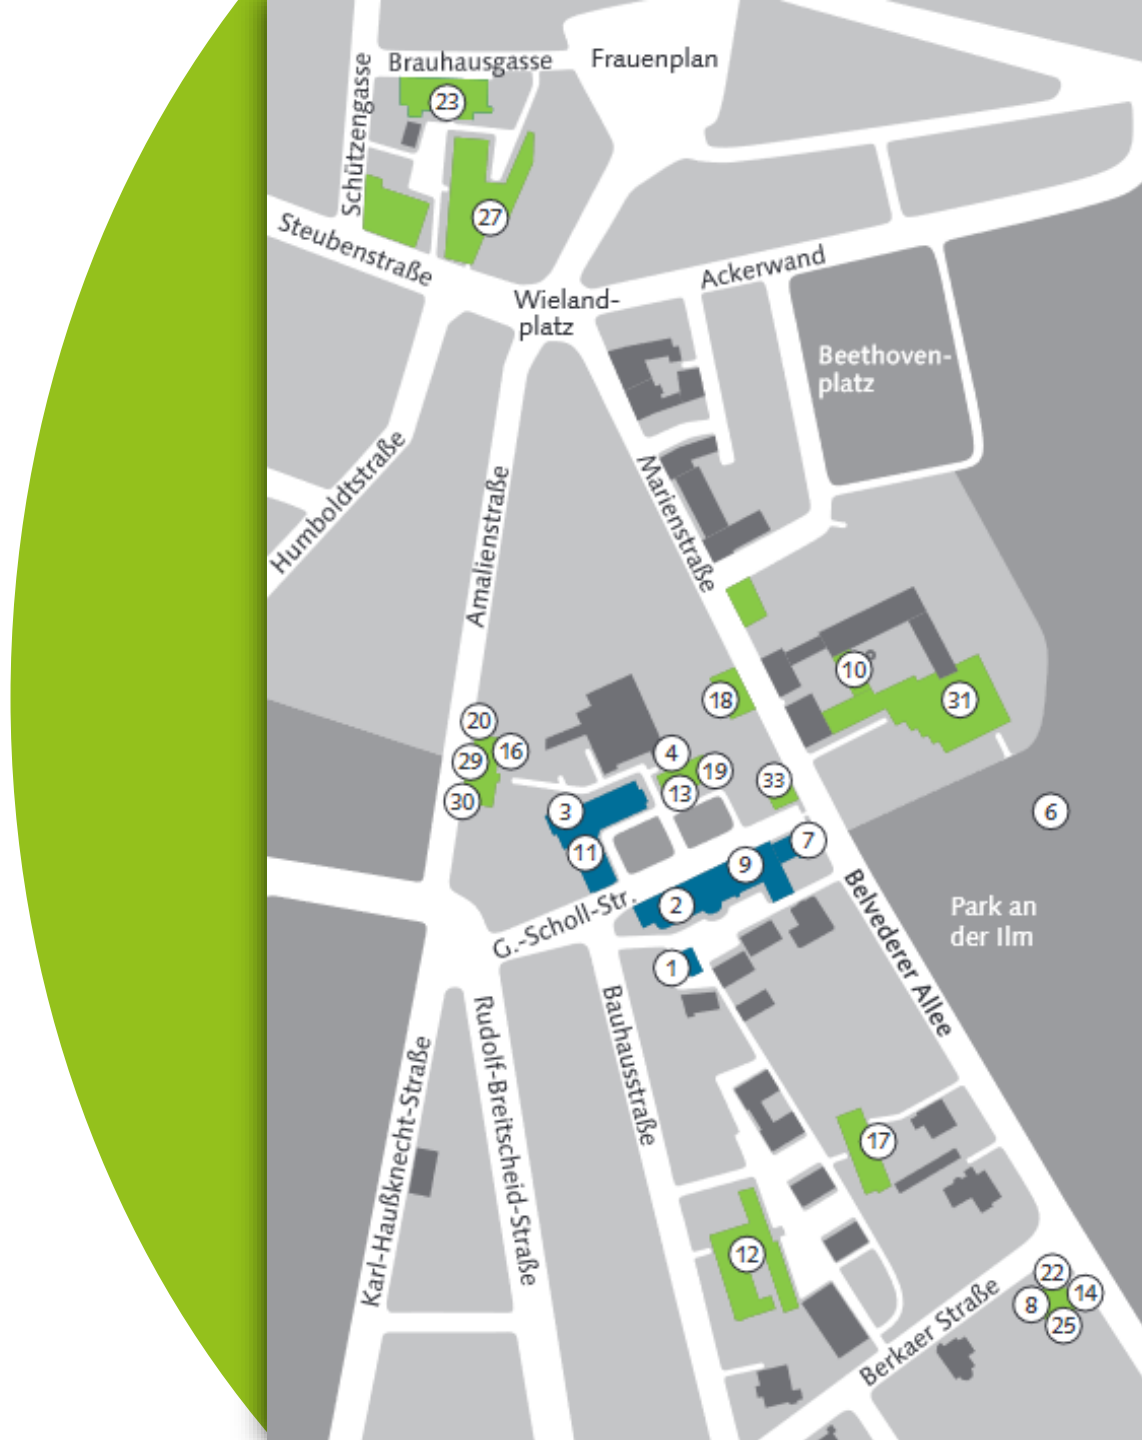 Brauhausgasse
Frauenplan
23
Schützengasse
27
Steubenstraße
Ackerwand
Wieland-
platz
Beethoven-
platz
Humboldtstraße
Amalienstraße
Marienstraße
10
18
31
20
16
4
29
19
33
13
30
3
6
7
11
9
2
G.-Scholl-Str.
Belvederer Allee
Park an
der Ilm
1
Bauhausstraße
Rudolf-Breitscheid-Straße
Karl-Haußknecht-Straße
17
12
22
14
8
25
Berkaer Straße